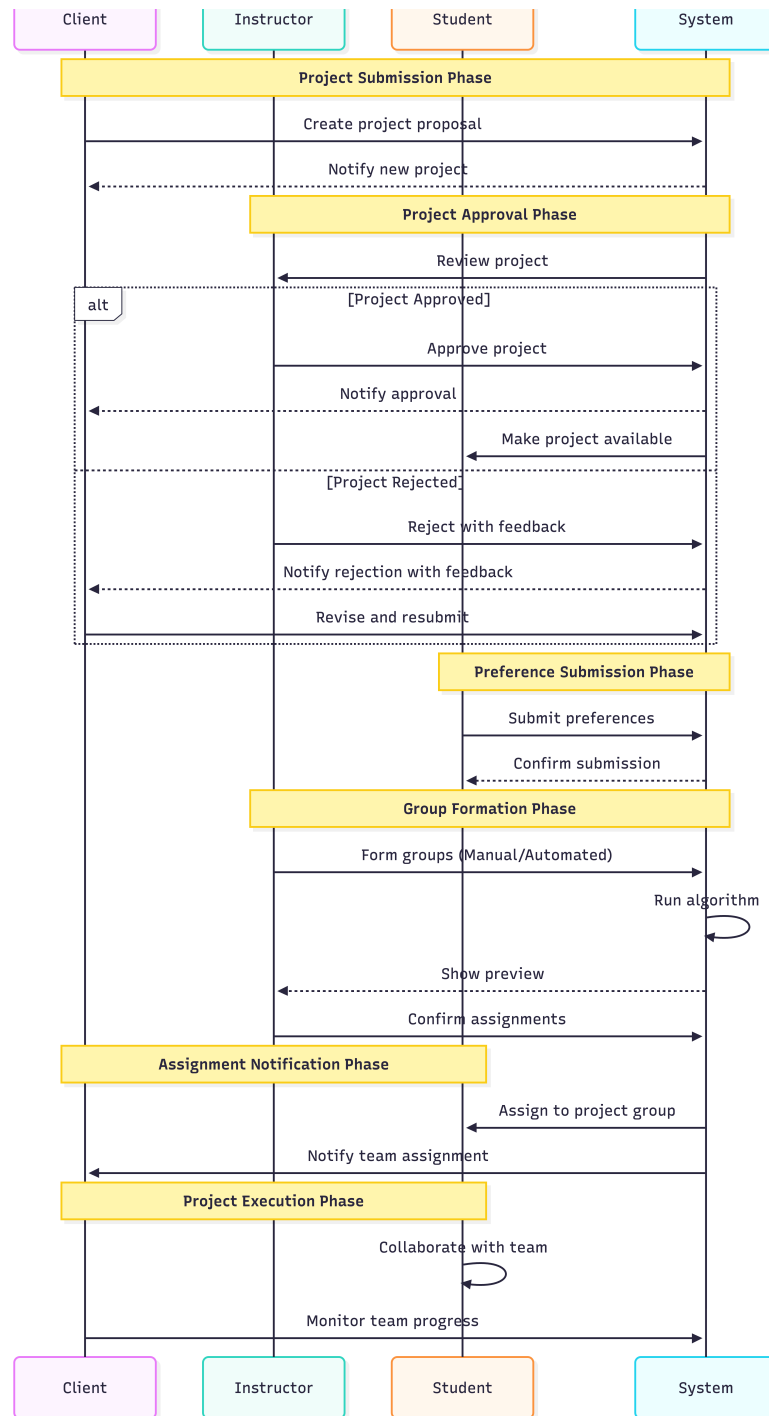 Client
Instructor
Student
System
Project Submission Phase
Create project proposal
Notify new project
Project Approval Phase
Review project
alt
[Project Approved]
Approve project
Notify approval
Make project available
[Project Rejected]
Reject with feedback
Notify rejection with feedback
Revise and resubmit
Preference Submission Phase
Submit preferences
Confirm submission
Group Formation Phase
Form groups (Manual/Automated)
Run algorithm
Show preview
Confirm assignments
Assignment Notification Phase
Assign to project group
Notify team assignment
Project Execution Phase
Collaborate with team
Monitor team progress
Client
Instructor
Student
System